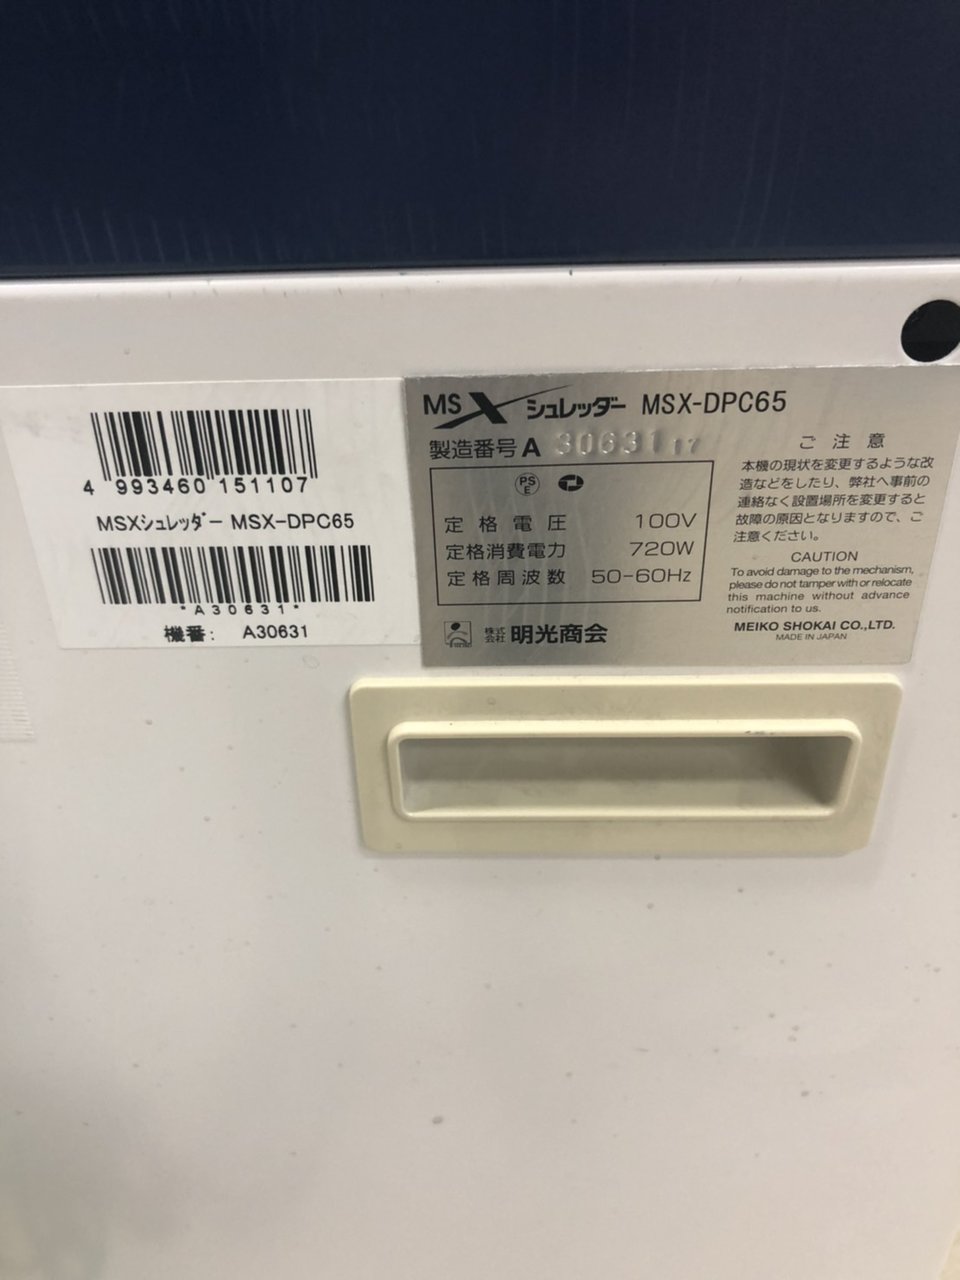 4 993460 151107
MSXシュレッダー MSX-DPC65
*A30631*
機番: A30631
MSX シュレッダー MSX-DPC65
製造番号 A 30631 17
PS
E
定格電圧 100V
定格消費電力 720W
定格周波数 50-60Hz
株式会社 明光商会
ご注意
本機の現状を変更するような改
造などをしたり、弊社へ事前の
連絡なく設置場所を変更すると
故障の原因となりますので、ご
注意ください。
CAUTION
To avoid damage to the mechanism,
please do not tamper with or relocate
this machine without advance
notification to us.
MEIKO SHOKAI CO.,LTD.
MADE IN JAPAN